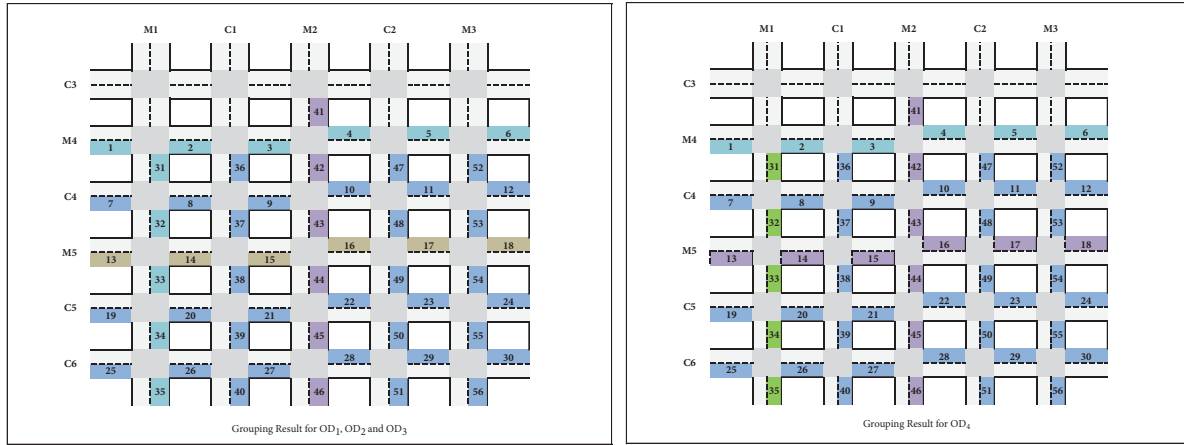 M1 C1 M2 C2 M3
C3
41
4 5 6
M4
1 2 3
31 36 42 47 52
10 11 12
C4
7 8 9
32 37 43 48 53
16 17 18
M5
13 14 15
33 38 44 49 54
22 23 24
C5
19 20 21
34 39 45 50 55
28 29 30
C6
25 26 27
35 40 46 51 56
Grouping Result for OD1, OD2 and OD3
M1 C1 M2 C2 M3
C3
41
4 5 6
M4
1 2 3
31 36 42 47 52
10 11 12
C4
7 8 9
32 37 43 48 53
16 17 18
M5
13 14 15
33 38 44 49 54
22 23 24
C5
19 20 21
34 39 45 50 55
28 29 30
C6
25 26 27
35 40 46 51 56
Grouping Result for OD4